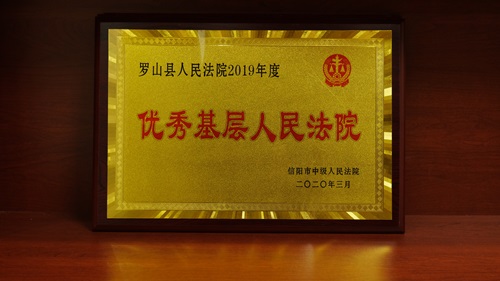 罗山县人民法院2019年度
优秀基层人民法院
信阳市中级人民法院
二〇二〇年三月